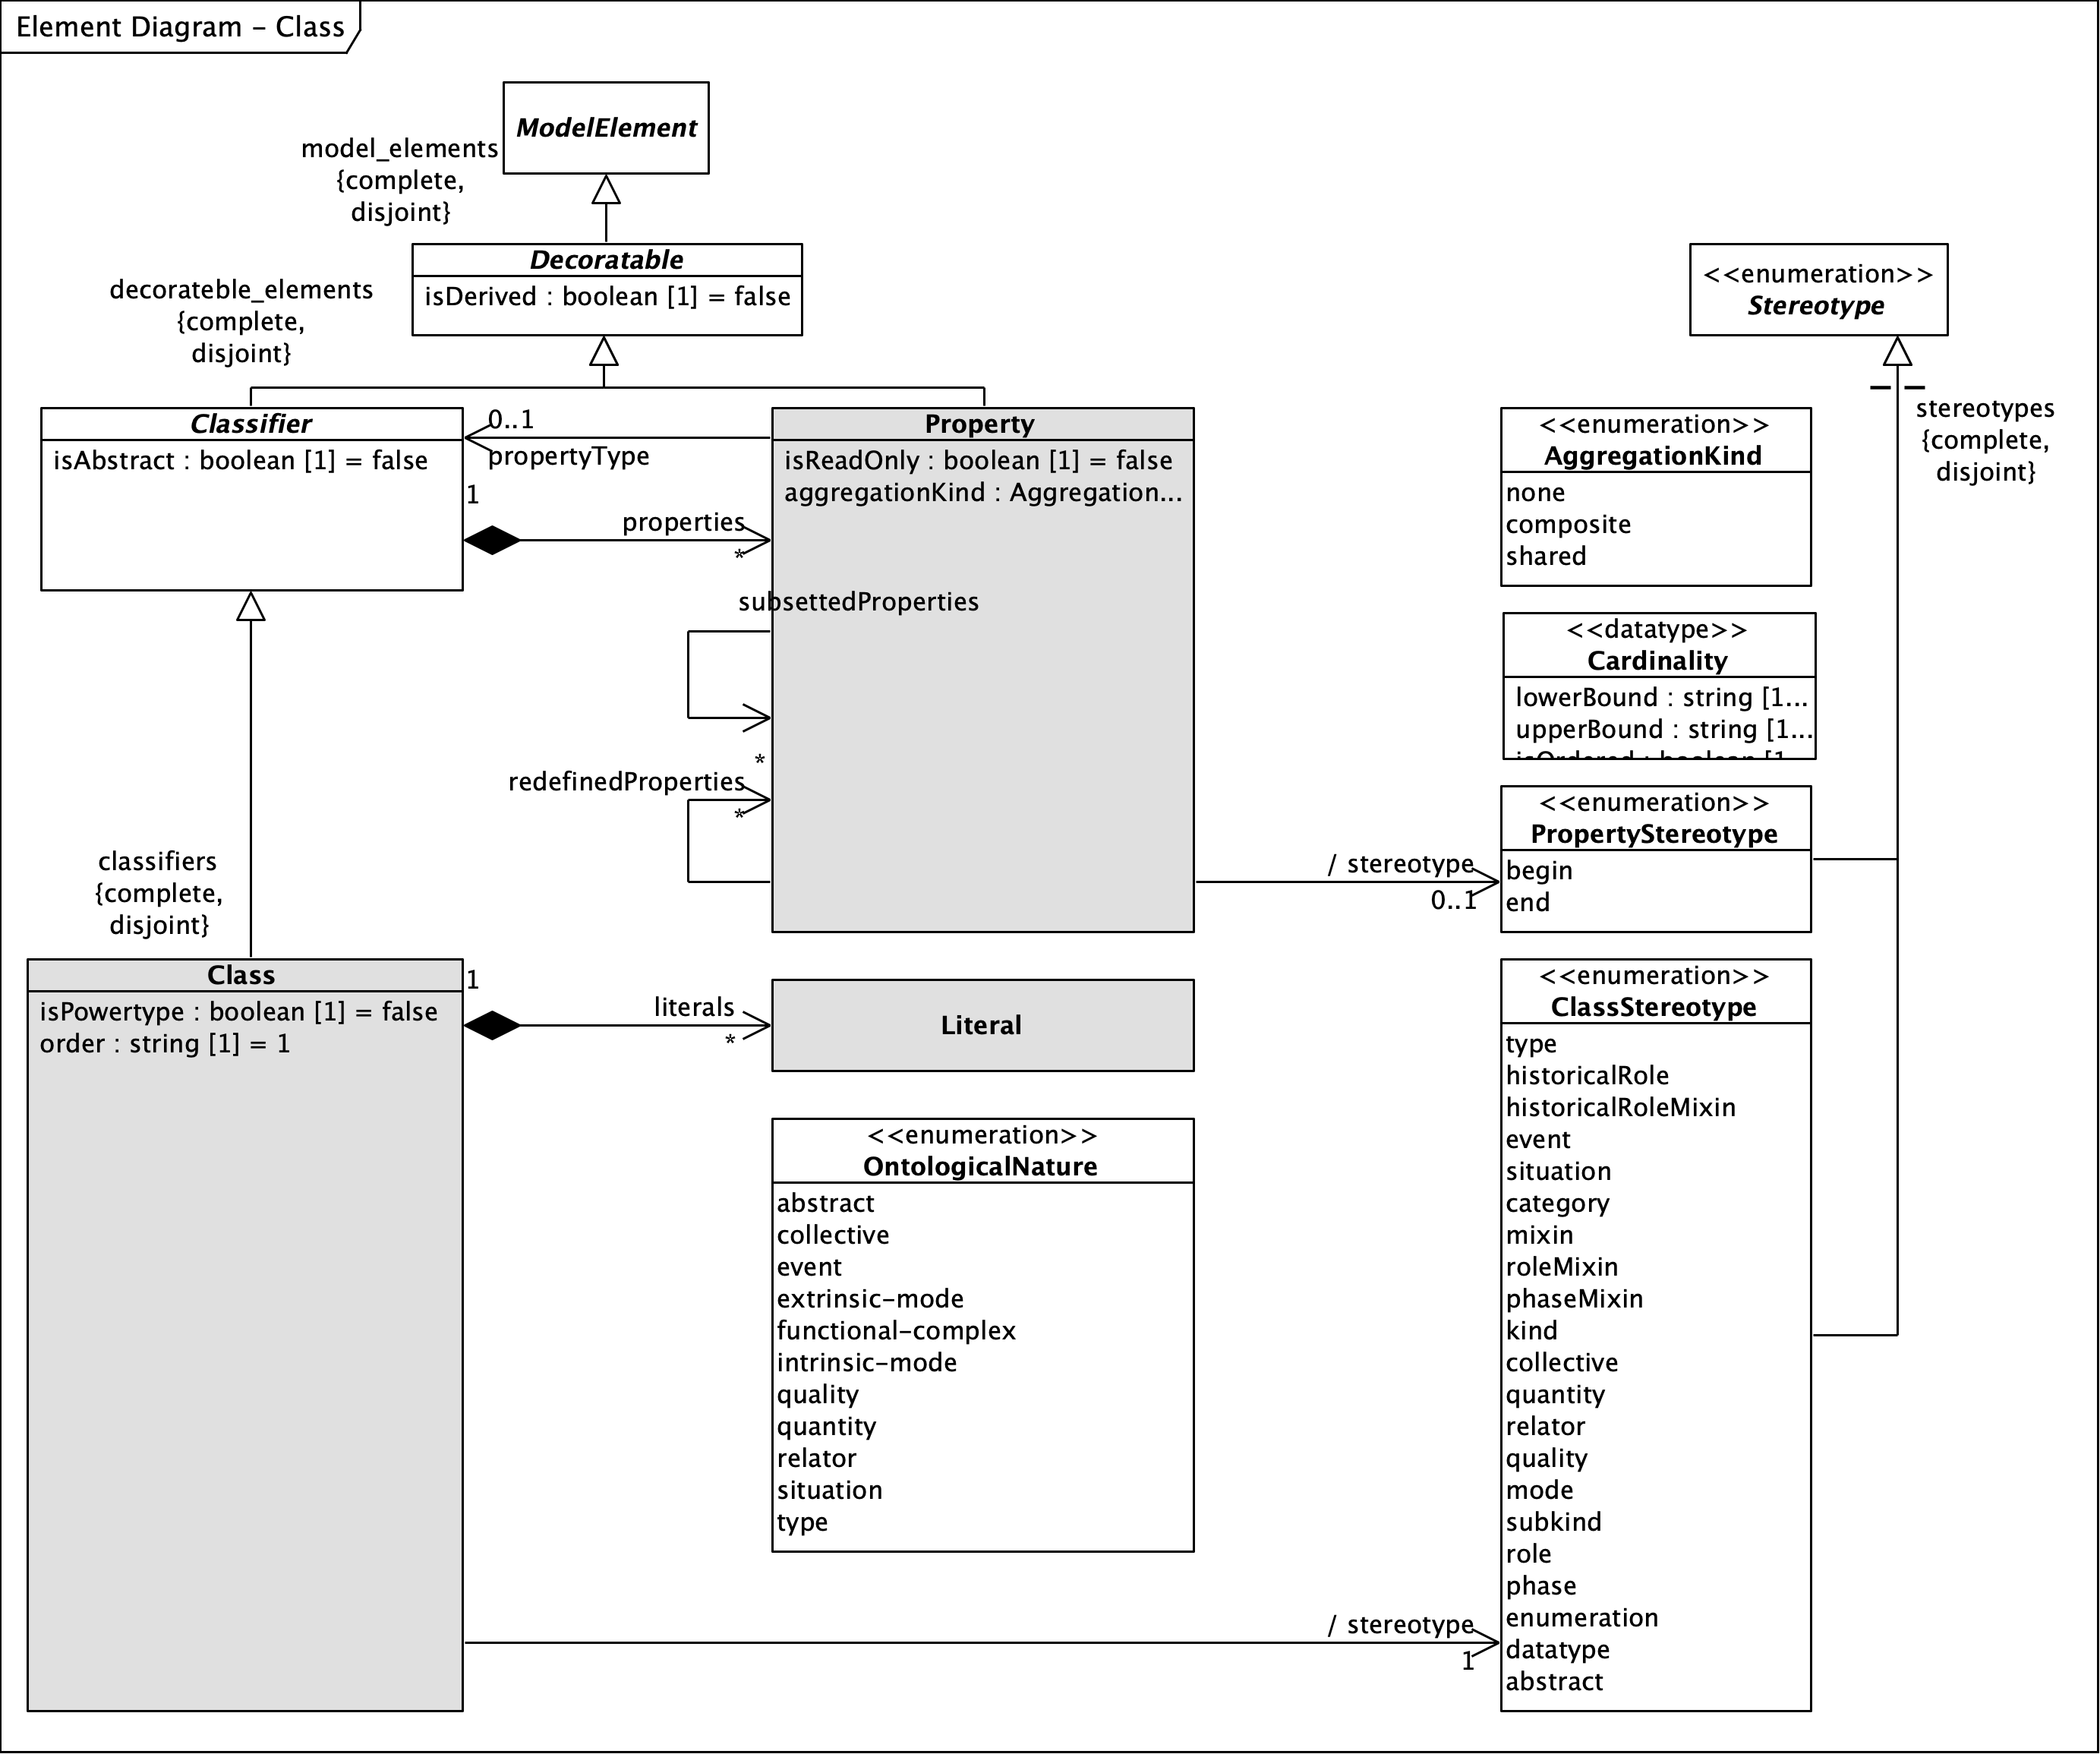 Element Diagram – Class
ModelElement
model_elements
{complete,
disjoint}
Decoratable
isDerived : boolean [1] = false
decorateble_elements
{complete,
disjoint}
<<enumeration>>
Stereotype
stereotypes
{complete,
disjoint}
Classifier
isAbstract : boolean [1] = false
0..1
propertyType
1
properties
*
Property
isReadOnly : boolean [1] = false
aggregationKind : Aggregation...
subsettedProperties
*
redefinedProperties
*
<<enumeration>>
AggregationKind
none
composite
shared
<<datatype>>
Cardinality
lowerBound : string [1...
upperBound : string [1...
isOrdered : boolean [1...
<<enumeration>>
PropertyStereotype
begin
end
/ stereotype
0..1
classifiers
{complete,
disjoint}
Class
isPowertype : boolean [1] = false
order : string [1] = 1
1
literals
*
Literal
<<enumeration>>
OntologicalNature
abstract
collective
event
extrinsic-mode
functional-complex
intrinsic-mode
quality
quantity
relator
situation
type
<<enumeration>>
ClassStereotype
type
historicalRole
historicalRoleMixin
event
situation
category
mixin
roleMixin
phaseMixin
kind
collective
quantity
relator
quality
mode
subkind
role
phase
enumeration
datatype
abstract
/ stereotype
1